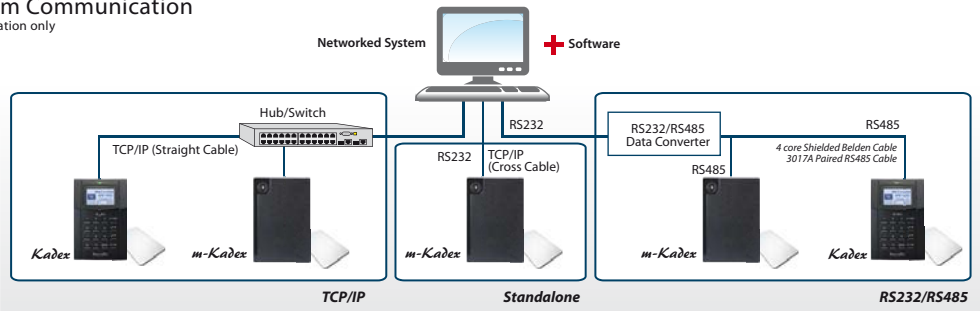 m Communication
ation only
Networked System
Software
Hub/Switch
TCP/IP (Straight Cable)
RS232
TCP/IP
(Cross Cable)
RS232
RS232/RS485
Data Converter
RS485
RS485
4 core Shielded Belden Cable
3017A Paired RS485 Cable
Kadex
m-Kadex
m-Kadex
m-Kadex
Kadex
TCP/IP
Standalone
RS232/RS485